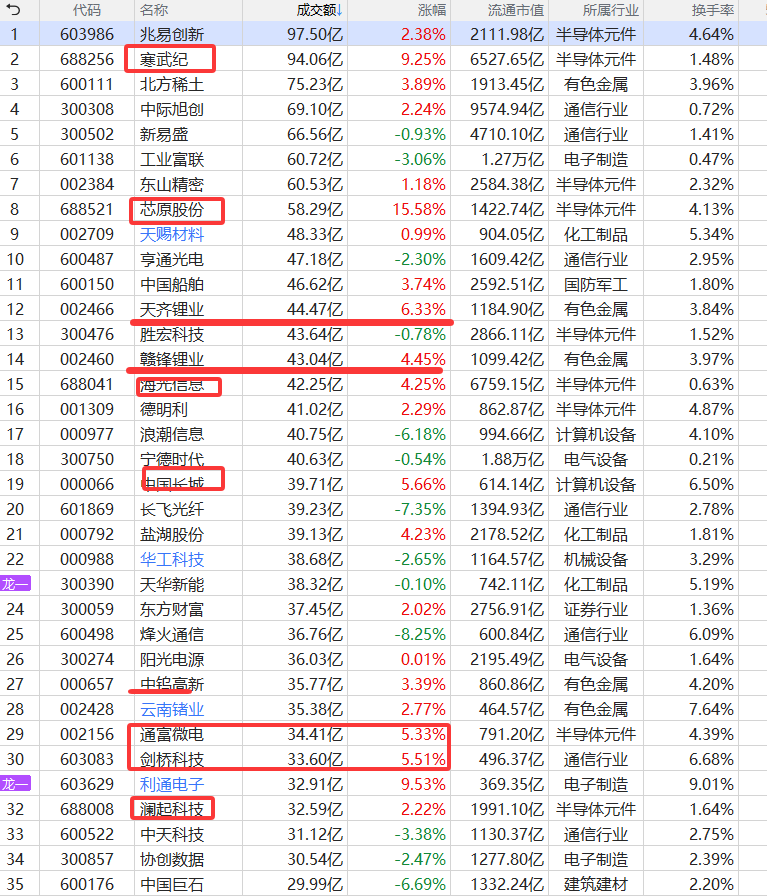 代码 名称 成交额↓ 涨幅 流通市值 所属行业 换手率
1 603986 兆易创新 97.50亿 2.38% 2111.98亿 半导体元件 4.64%
2 688256 寒武纪 94.06亿 9.25% 6527.65亿 半导体元件 1.48%
3 600111 北方稀土 75.23亿 3.89% 1913.45亿 有色金属 3.96%
4 300308 中际旭创 69.10亿 2.24% 9574.94亿 通信行业 0.72%
5 300502 新易盛 66.56亿 -0.93% 4710.10亿 通信行业 1.41%
6 601138 工业富联 60.72亿 -3.06% 1.27万亿 电子制造 0.47%
7 002384 东山精密 60.53亿 1.18% 2584.38亿 半导体元件 2.32%
8 688521 芯原股份 58.29亿 15.58% 1422.74亿 半导体元件 4.13%
9 002709 天赐材料 48.33亿 0.99% 904.05亿 化工制品 5.34%
10 600487 亨通光电 47.18亿 -2.30% 1609.42亿 通信行业 2.95%
11 600150 中国船舶 46.62亿 3.74% 2592.51亿 国防军工 1.80%
12 002466 天齐锂业 44.47亿 6.33% 1184.90亿 有色金属 3.84%
13 300476 胜宏科技 43.64亿 -0.78% 2866.11亿 半导体元件 1.52%
14 002460 赣锋锂业 43.04亿 4.45% 1099.42亿 有色金属 3.97%
15 688041 海光信息 42.25亿 4.25% 6759.15亿 半导体元件 0.63%
16 001309 德明利 41.02亿 2.29% 862.87亿 半导体元件 4.87%
17 000977 浪潮信息 40.75亿 -6.18% 994.66亿 计算机设备 4.10%
18 300750 宁德时代 40.63亿 -0.54% 1.88万亿 电气设备 0.21%
19 000066 中国长城 39.71亿 5.66% 614.14亿 计算机设备 6.50%
20 601869 长飞光纤 39.23亿 -7.35% 1394.93亿 通信行业 2.78%
21 000792 盐湖股份 39.13亿 4.23% 2178.52亿 化工制品 1.81%
22 000988 华工科技 38.68亿 -2.65% 1164.57亿 机械设备 3.29%
龙一 300390 天华新能 38.32亿 -0.10% 742.11亿 化工制品 5.19%
24 300059 东方财富 37.45亿 2.02% 2756.91亿 证券行业 1.36%
25 600498 烽火通信 36.76亿 -8.25% 600.84亿 通信行业 6.09%
26 300274 阳光电源 36.03亿 0.01% 2195.49亿 电气设备 1.64%
27 000657 中钨高新 35.77亿 3.39% 860.86亿 有色金属 4.20%
28 002428 云南锗业 35.38亿 2.77% 464.57亿 有色金属 7.64%
29 002156 通富微电 34.41亿 5.33% 791.20亿 半导体元件 4.39%
30 603083 剑桥科技 33.60亿 5.51% 496.37亿 通信行业 6.68%
龙一 603629 利通电子 32.91亿 9.53% 369.35亿 电子制造 9.01%
32 688008 澜起科技 32.59亿 2.22% 1991.10亿 半导体元件 1.64%
33 600522 中天科技 31.12亿 -3.38% 1130.37亿 通信行业 2.75%
34 300857 协创数据 30.54亿 -2.47% 1277.80亿 电子制造 2.39%
35 600176 中国巨石 29.99亿 -6.69% 1332.24亿 建筑建材 2.20%